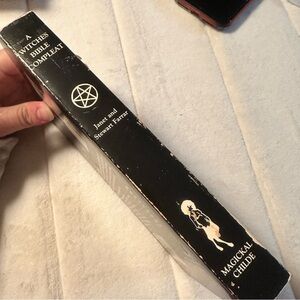 A
WITCHES
BIBLE
COMPLEAT
Janet and
Stewart Farrar
MAGICKAL
CHILDE